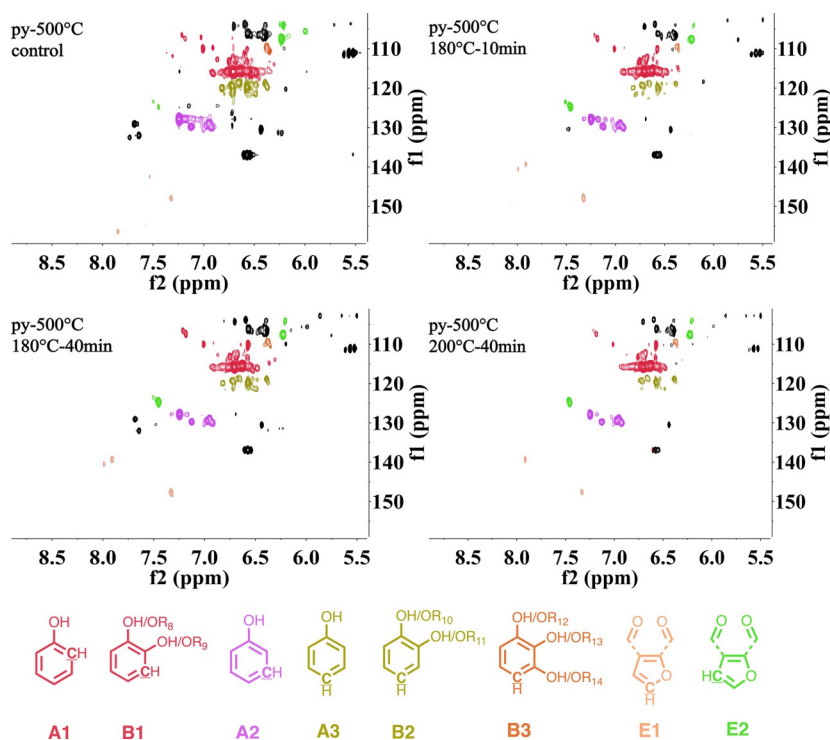 py-500°C
control
110
120
130
140
150
f1 (ppm)
8.5 8.0 7.5 7.0 6.5 6.0 5.5
f2 (ppm)
py-500°C
180°C-10min
110
120
130
140
150
f1 (ppm)
8.5 8.0 7.5 7.0 6.5 6.0 5.5
f2 (ppm)
py-500°C
180°C-40min
110
120
130
140
150
f1 (ppm)
8.5 8.0 7.5 7.0 6.5 6.0 5.5
f2 (ppm)
py-500°C
200°C-40min
110
120
130
140
150
f1 (ppm)
8.5 8.0 7.5 7.0 6.5 6.0 5.5
f2 (ppm)
OH
CH
A1
OH/OR8
OH/OR9
CH
B1
OH
CH
A2
OH
C
H
A3
OH/OR10
OH/OR11
C
H
B2
OH/OR12
OH/OR13
OH/OR14
C
H
B3
O O
O
C
H
E1
O O
HC
O
E2